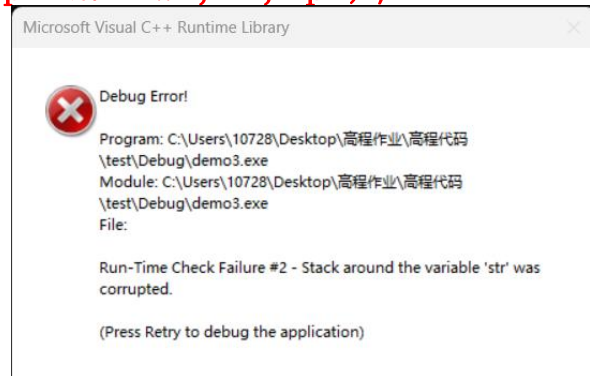 Microsoft Visual C++ Runtime Library
Debug Error!
Program: C:\Users\10728\Desktop\高程作业\高程代码
\test\Debug\demo3.exe
Module: C:\Users\10728\Desktop\高程作业\高程代码
\test\Debug\demo3.exe
File:
Run-Time Check Failure #2 - Stack around the variable 'str' was
corrupted.
(Press Retry to debug the application)